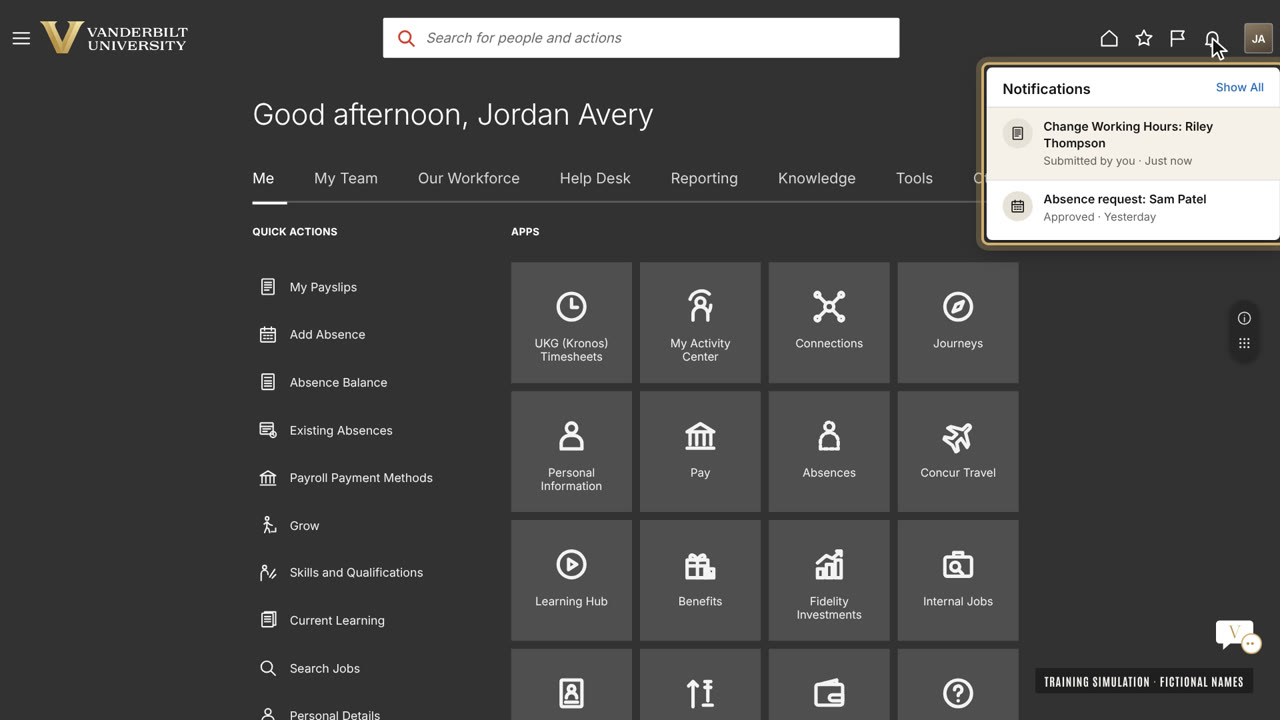 VANDERBILT
UNIVERSITY
Search for people and actions
JA
Notifications
Show All
Change Working Hours: Riley
Thompson
Submitted by you · Just now
Absence request: Sam Patel
Approved · Yesterday
Good afternoon, Jordan Avery
Me
My Team
Our Workforce
Help Desk
Reporting
Knowledge
Tools
QUICK ACTIONS
APPS
My Payslips
Add Absence
Absence Balance
Existing Absences
Payroll Payment Methods
Grow
Skills and Qualifications
Current Learning
Search Jobs
Personal Details
UKG (Kronos)
Timesheets
My Activity
Center
Connections
Journeys
Personal
Information
Pay
Absences
Concur Travel
Learning Hub
Benefits
Fidelity
Investments
Internal Jobs
V
TRAINING SIMULATION · FICTIONAL NAMES